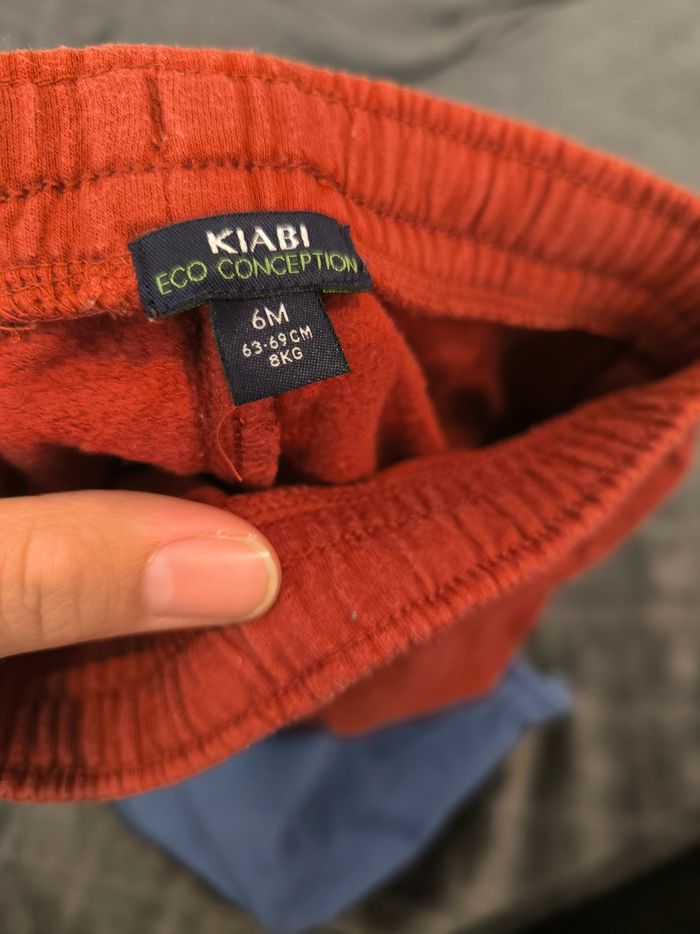 KIABI
ECO CONCEPTION
6M
63-69CM
8KG